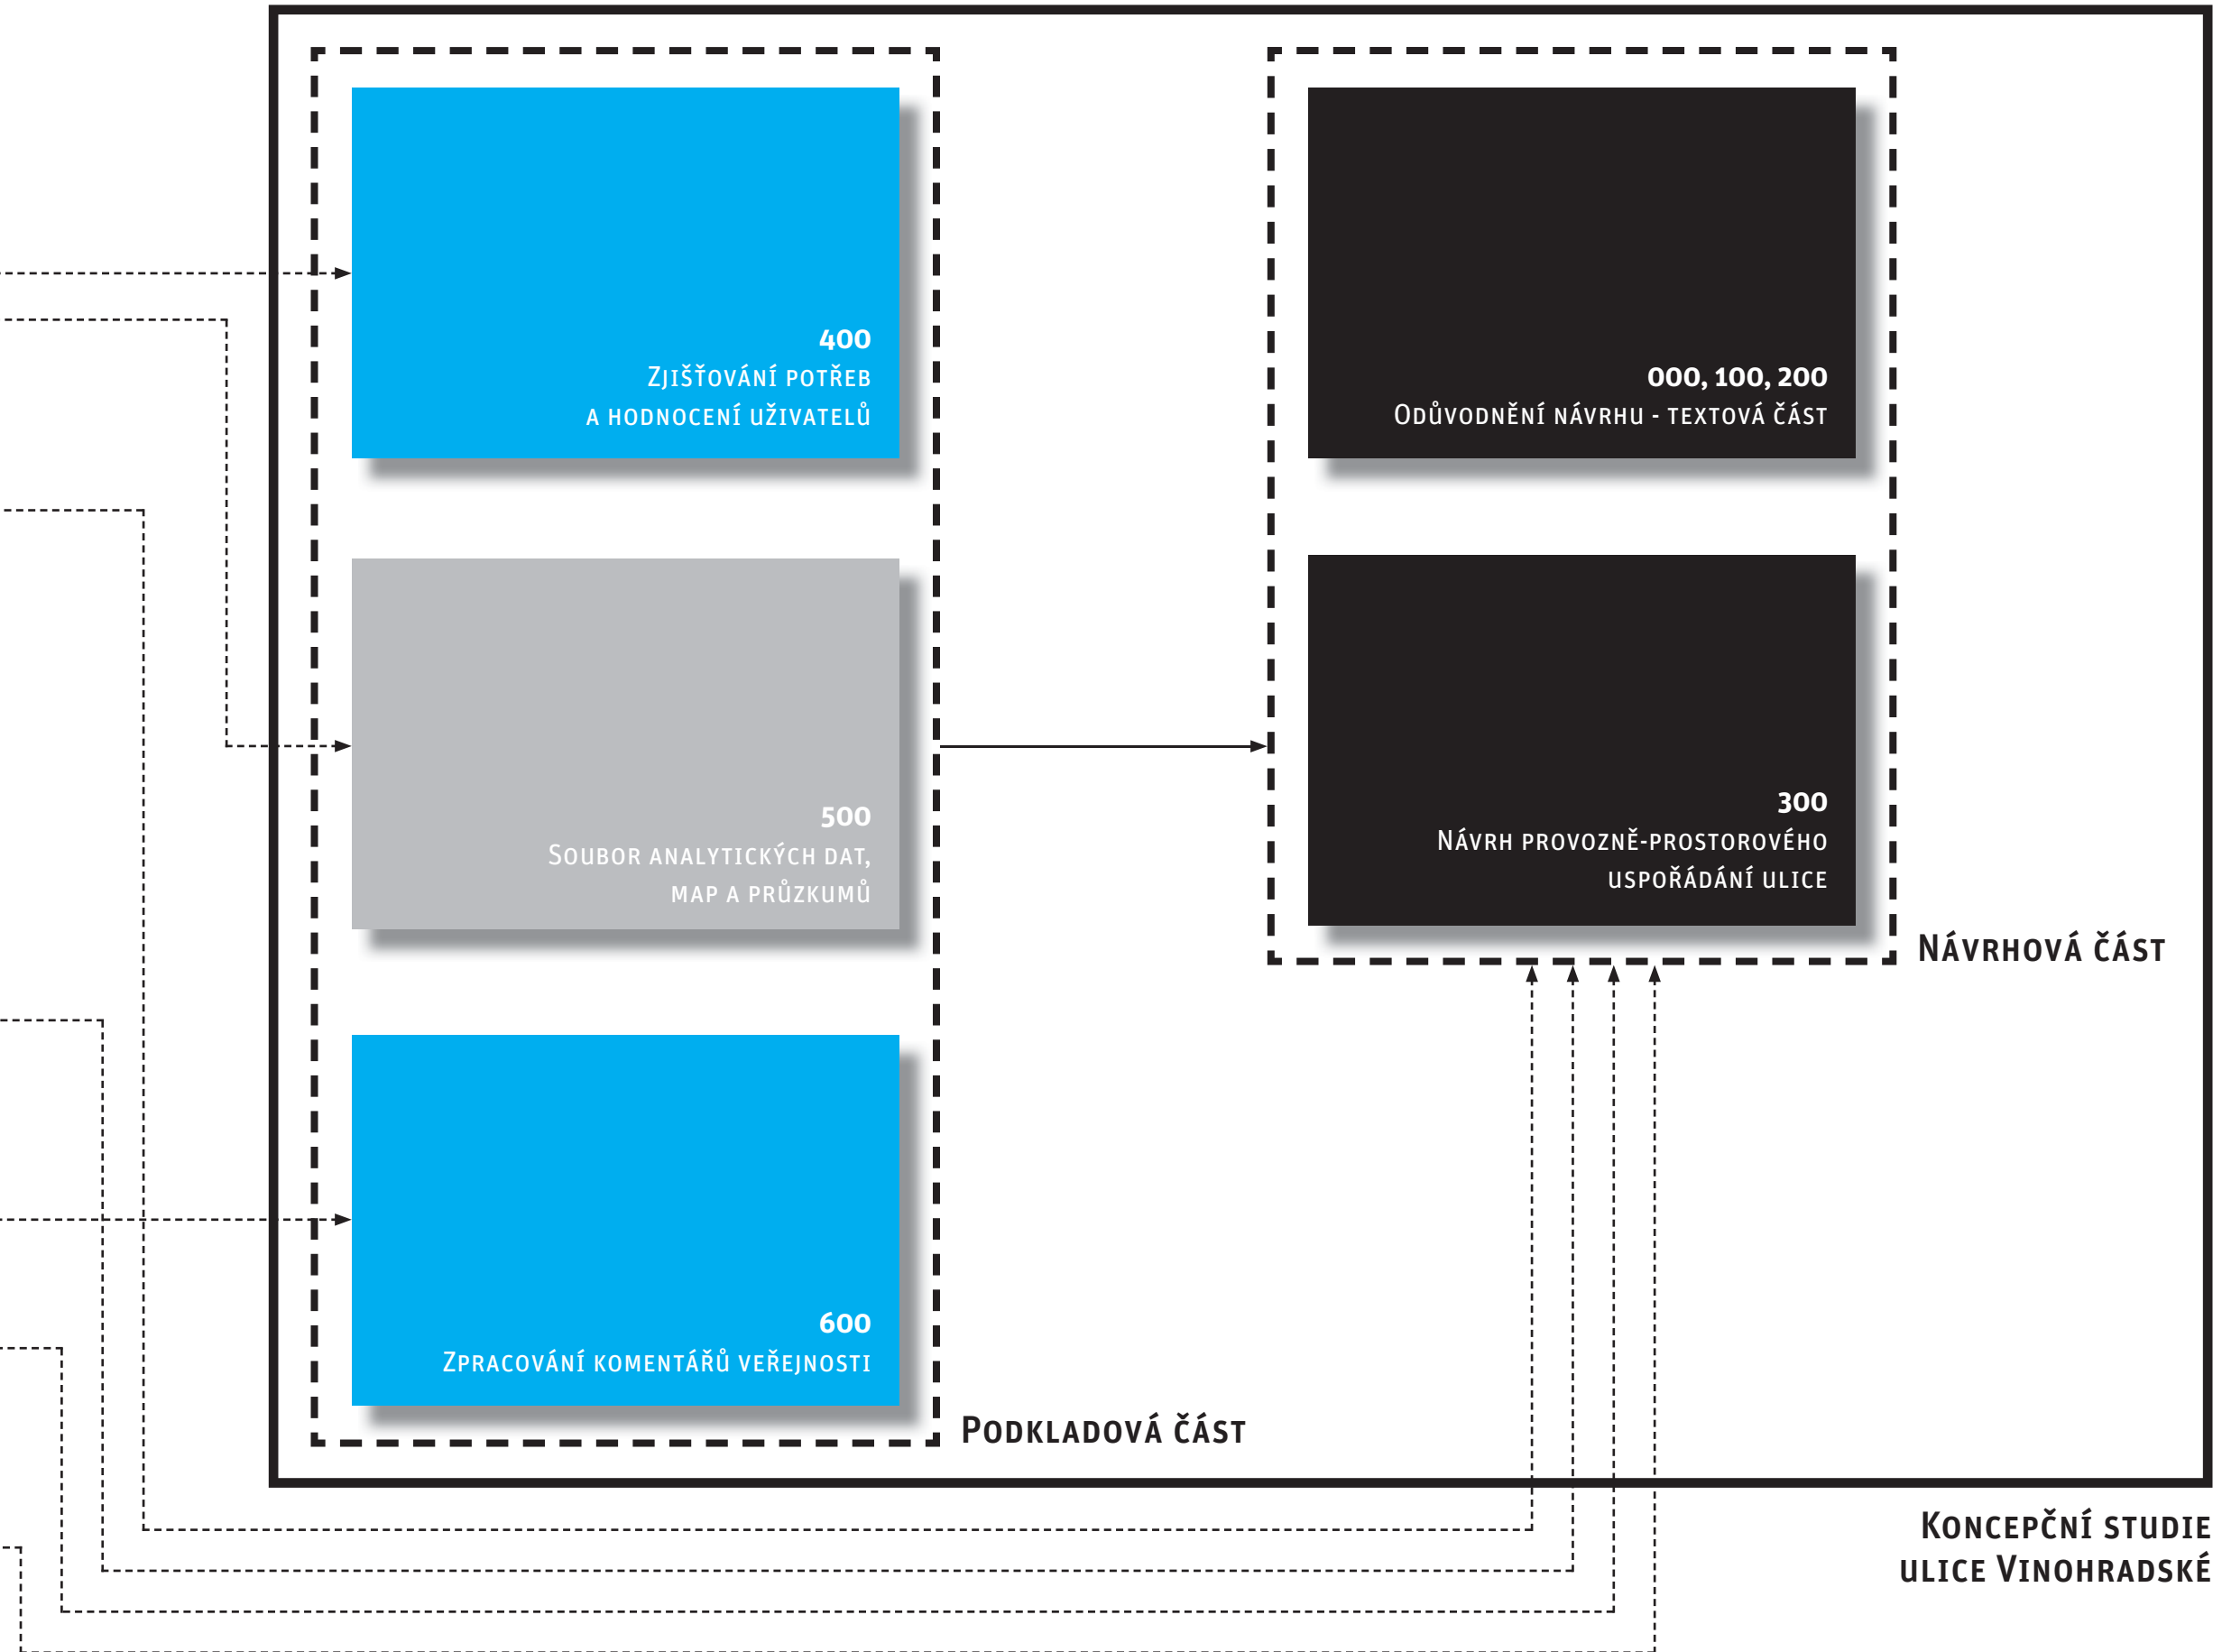 400
Zjišťování potřeb
a hodnocení uživatelů
500
Soubor analytických dat,
map a průzkumů
600
Zpracování komentářů veřejnosti
Podkladová část
000, 100, 200
Odůvodnění návrhu - textová část
300
Návrh provozně-prostorového
uspořádání ulice
Návrhová část
Koncepční studie
ulice Vinohradské